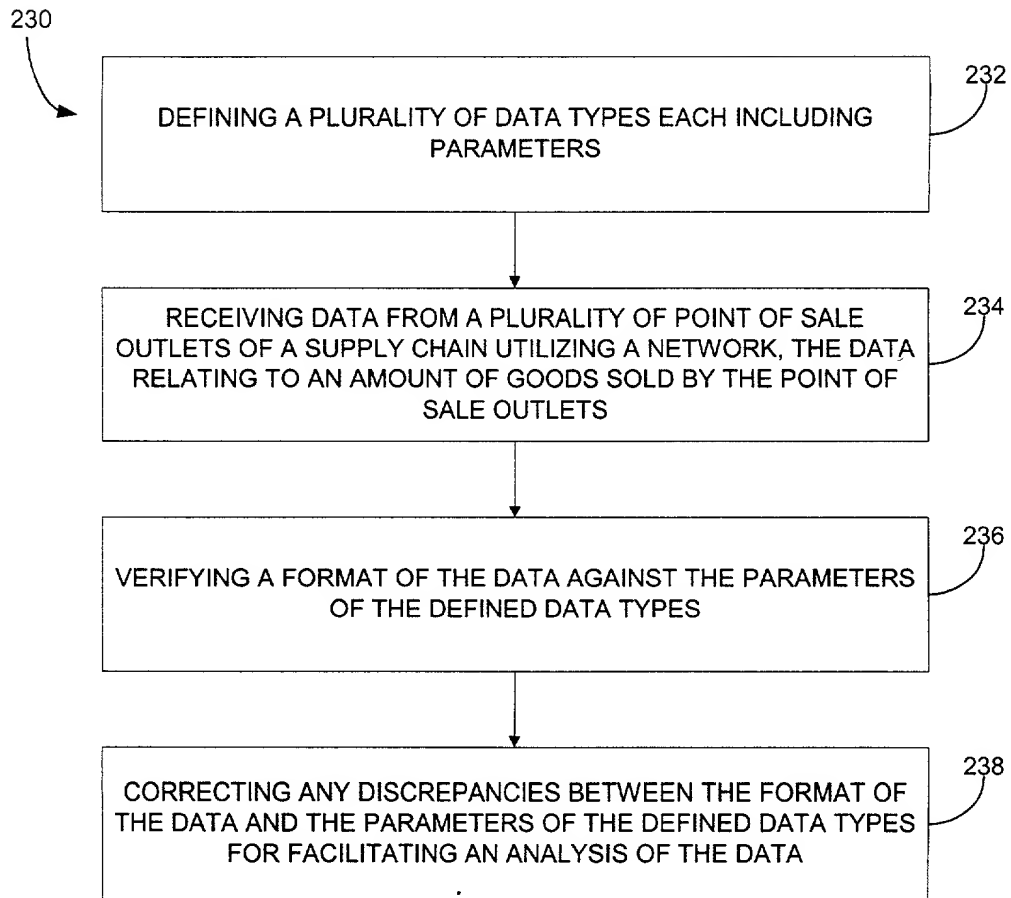 230
232
DEFINING A PLURALITY OF DATA TYPES EACH INCLUDING
PARAMETERS
234
RECEIVING DATA FROM A PLURALITY OF POINT OF SALE
OUTLETS OF A SUPPLY CHAIN UTILIZING A NETWORK, THE DATA
RELATING TO AN AMOUNT OF GOODS SOLD BY THE POINT OF
SALE OUTLETS
236
VERIFYING A FORMAT OF THE DATA AGAINST THE PARAMETERS
OF THE DEFINED DATA TYPES
238
CORRECTING ANY DISCREPANCIES BETWEEN THE FORMAT OF
THE DATA AND THE PARAMETERS OF THE DEFINED DATA TYPES
FOR FACILITATING AN ANALYSIS OF THE DATA